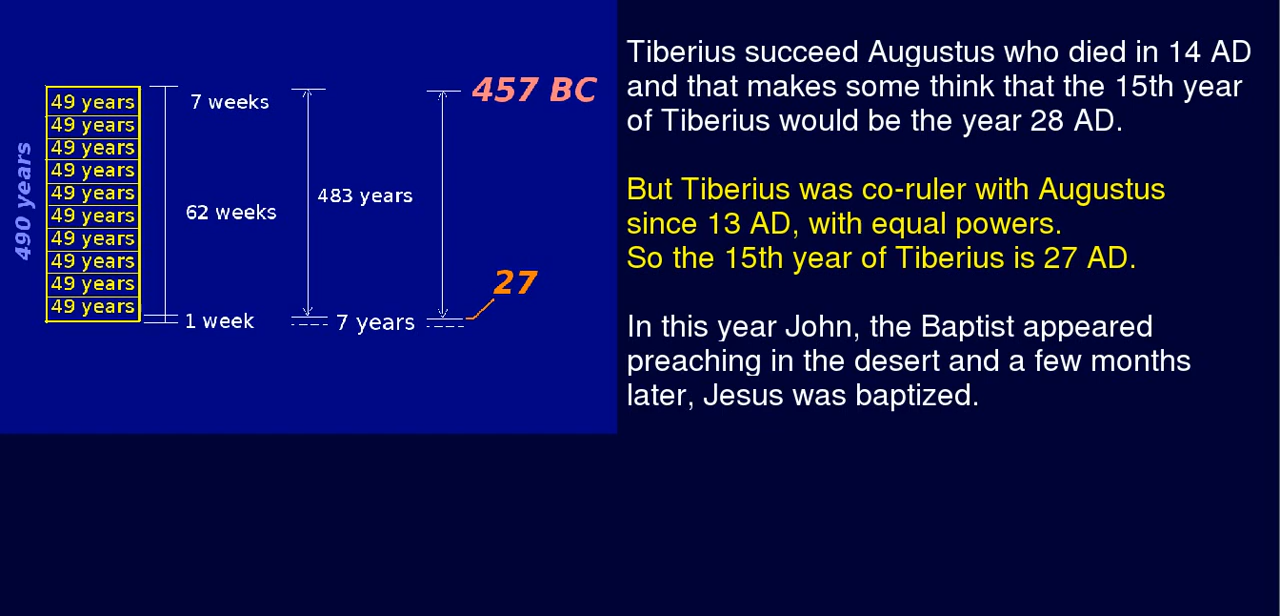 490 years
49 years
49 years
49 years
49 years
49 years
49 years
49 years
49 years
49 years
49 years
7 weeks
62 weeks
1 week
483 years
7 years
457 BC
27
Tiberius succeed Augustus who died in 14 AD
and that makes some think that the 15th year
of Tiberius would be the year 28 AD.
But Tiberius was co-ruler with Augustus
since 13 AD, with equal powers.
So the 15th year of Tiberius is 27 AD.
In this year John, the Baptist appeared
preaching in the desert and a few months
later, Jesus was baptized.